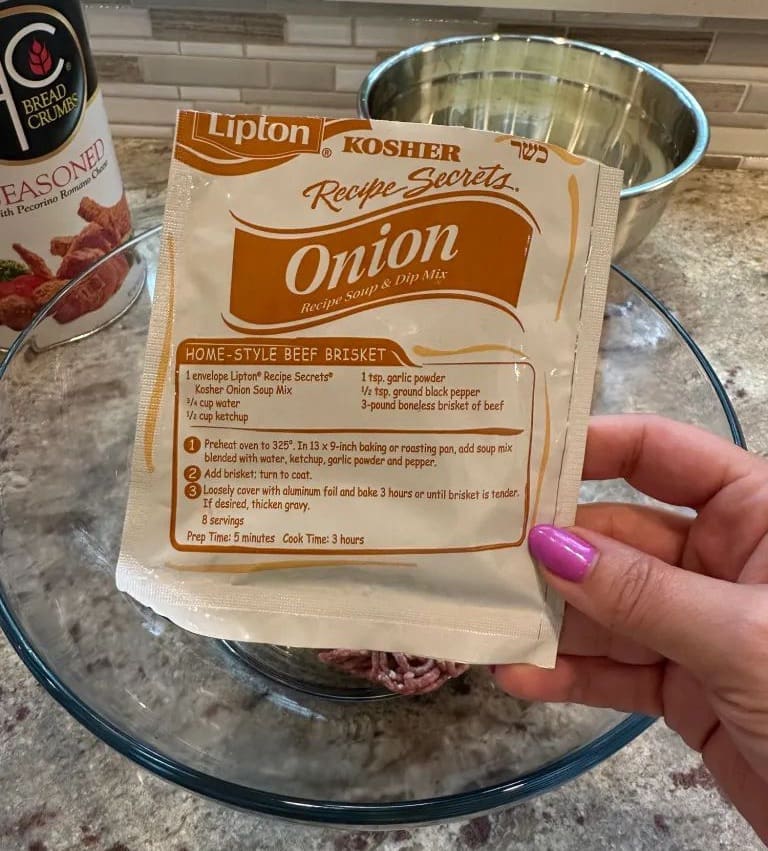 C
BREAD
CRUMBS
EASONED
ith Pecorino Romano Cheese
Lipton®
KOSHER
כשר
Recipe Secrets®
Onion
Recipe Soup & Dip Mix
HOME-STYLE BEEF BRISKET
1 envelope Lipton® Recipe Secrets®
Kosher Onion Soup Mix
3/4 cup water
1/2 cup ketchup
1 tsp. garlic powder
1/2 tsp. ground black pepper
3-pound boneless brisket of beef
1 Preheat oven to 325°. In 13 x 9-inch baking or roasting pan, add soup mix
blended with water, ketchup, garlic powder and pepper.
2 Add brisket; turn to coat.
3 Loosely cover with aluminum foil and bake 3 hours or until brisket is tender.
If desired, thicken gravy.
8 servings
Prep Time: 5 minutes Cook Time: 3 hours